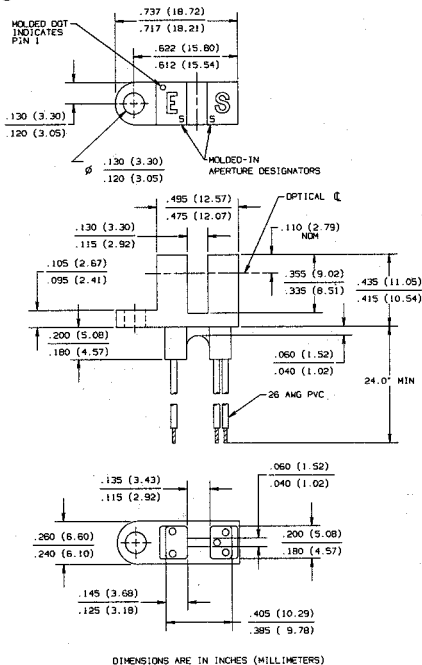 .737 (18.72)
.717 (18.21)
MOLDED DOT
INDICATES
PIN 1
.622 (15.80)
.612 (15.54)
E
S
S
S
.130 (3.30)
.120 (3.05)
Ø .130 (3.30)
.120 (3.05)
MOLDED-IN
APERTURE DESIGNATORS
.495 (12.57)
.475 (12.07)
OPTICAL ℄
.130 (3.30)
.115 (2.92)
.110 (2.79)
NOM
.105 (2.67)
.095 (2.41)
.355 (9.02)
.335 (8.51)
.435 (11.05)
.415 (10.54)
.200 (5.08)
.180 (4.57)
.060 (1.52)
.040 (1.02)
24.0" MIN
26 AWG PVC
.135 (3.43)
.115 (2.92)
.060 (1.52)
.040 (1.02)
.260 (6.60)
.240 (6.10)
.200 (5.08)
.180 (4.57)
.145 (3.68)
.125 (3.18)
.405 (10.29)
.385 ( 9.78)
DIMENSIONS ARE IN INCHES (MILLIMETERS)